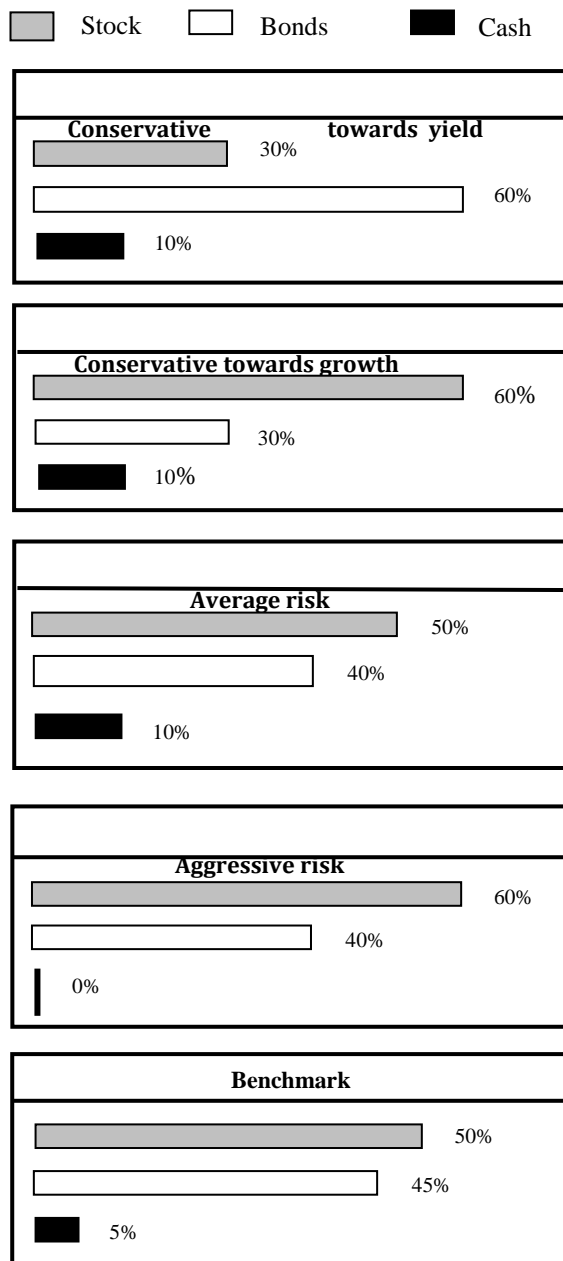 Stock Bonds Cash
Conservative towards yield
30%
60%
10%
Conservative towards growth
60%
30%
10%
Average risk
50%
40%
10%
Aggressive risk
60%
40%
0%
Benchmark
50%
45%
5%